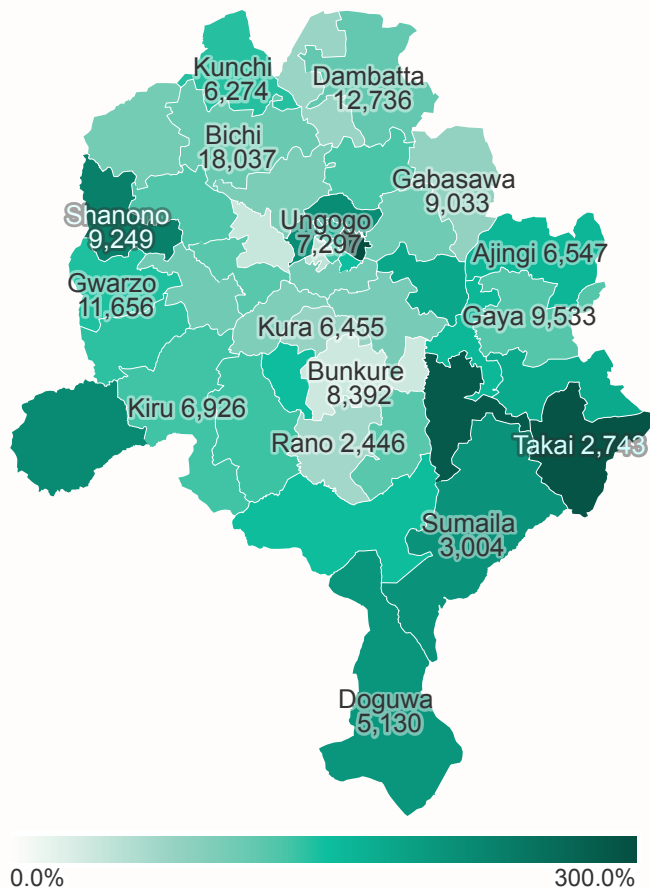 Kunchi
6,274
Dambatta
12,736
Bichi
18,037
Gabasawa
9,033
Shanono
9,249
Ungogo
7,297
Ajingi 6,547
Gwarzo
11,656
Gaya 9,533
Kura 6,455
Bunkure
8,392
Kiru 6,926
Rano 2,446
Takai 2,743
Sumaila
3,004
Doguwa
5,130
0.0%
300.0%